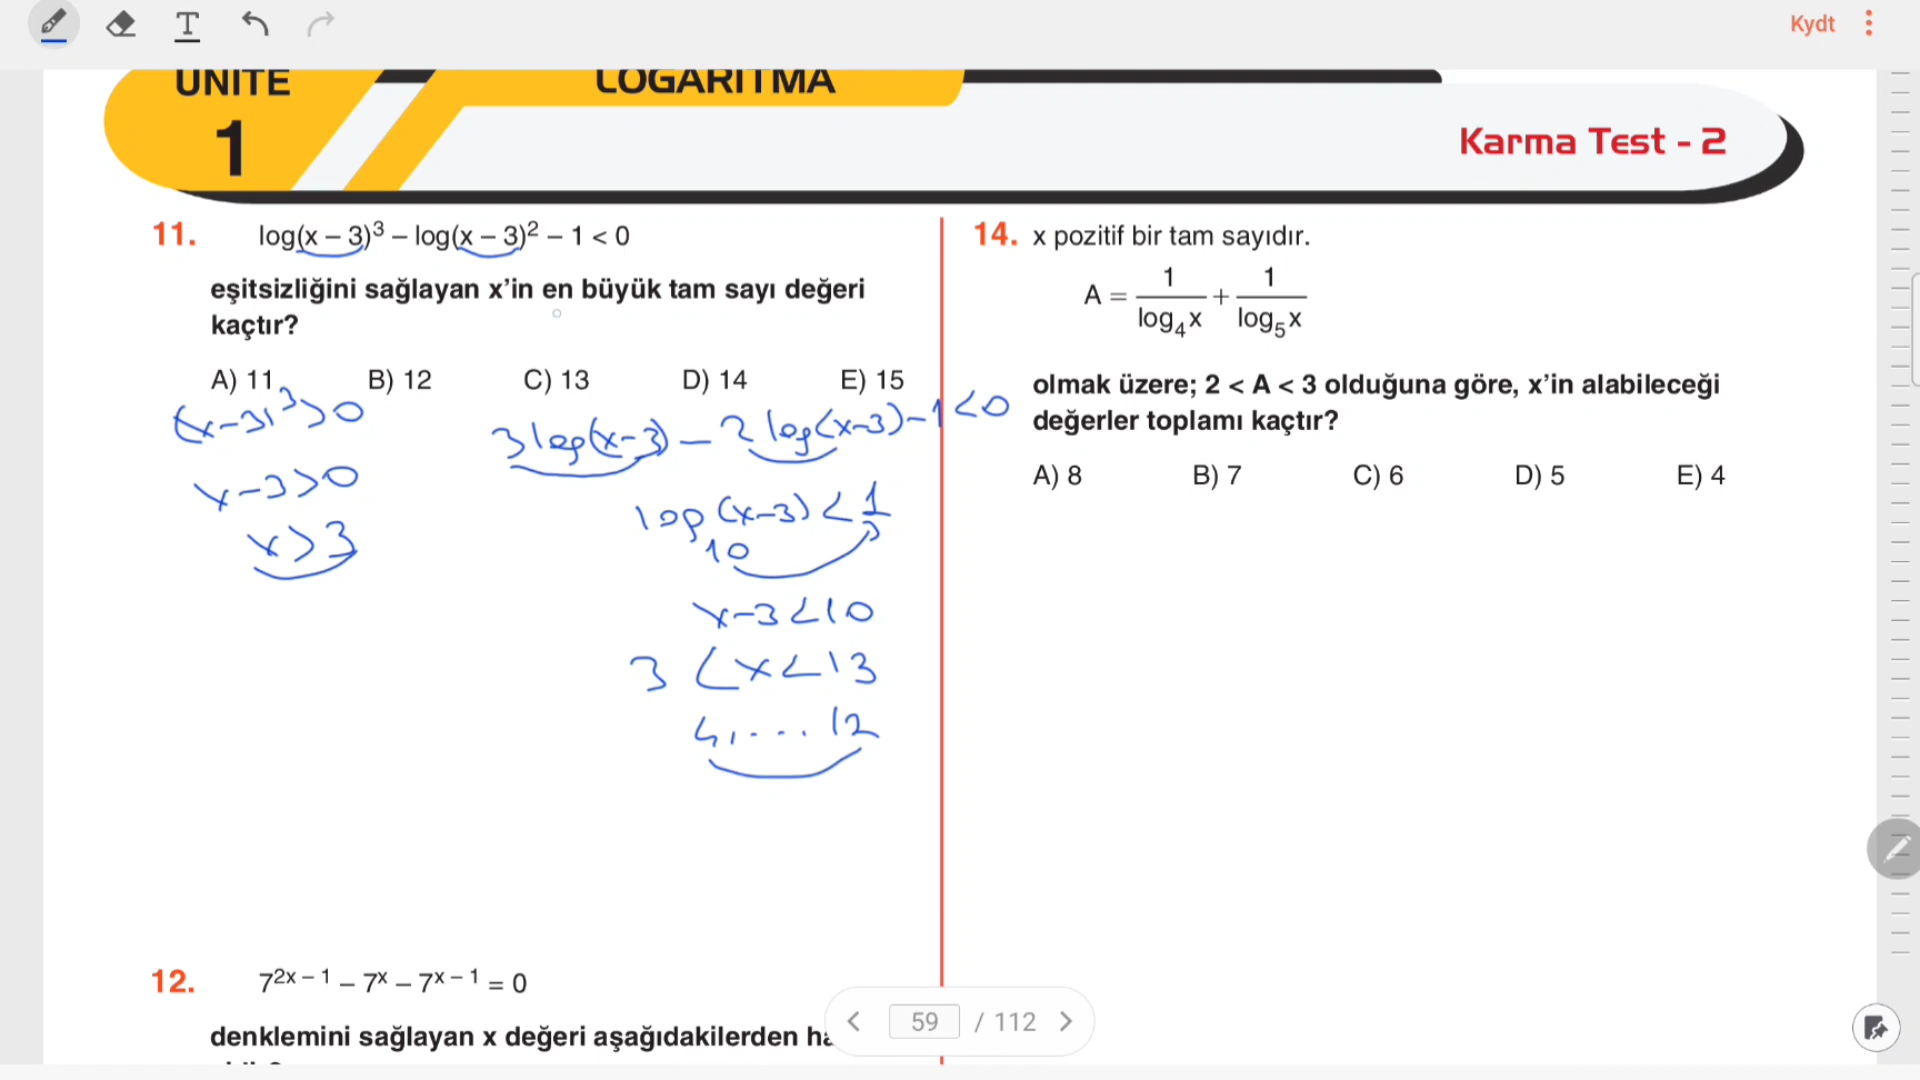 Kydt
ÜNİTE
1
LOGARİTMA
Karma Test - 2
11. log(x – 3)³ – log(x – 3)² – 1 < 0
eşitsizliğini sağlayan x’in en büyük tam sayı değeri
kaçtır?
A) 11 B) 12 C) 13 D) 14 E) 15
(x-3)³>0
x-3>0
x>3
3log(x-3) - 2log(x-3)-1<0
log₁₀(x-3)<1
x-3<10
3 <x<13
4,....12
12. 7²ˣ ⁻ ¹ – 7ˣ – 7ˣ ⁻ ¹ = 0
denklemini sağlayan x değeri aşağıdakilerden
14. x pozitif bir tam sayıdır.
A = 1/log₄x + 1/log₅x
olmak üzere; 2 < A < 3 olduğuna göre, x’in alabileceği
değerler toplamı kaçtır?
A) 8 B) 7 C) 6 D) 5 E) 4
59 / 112